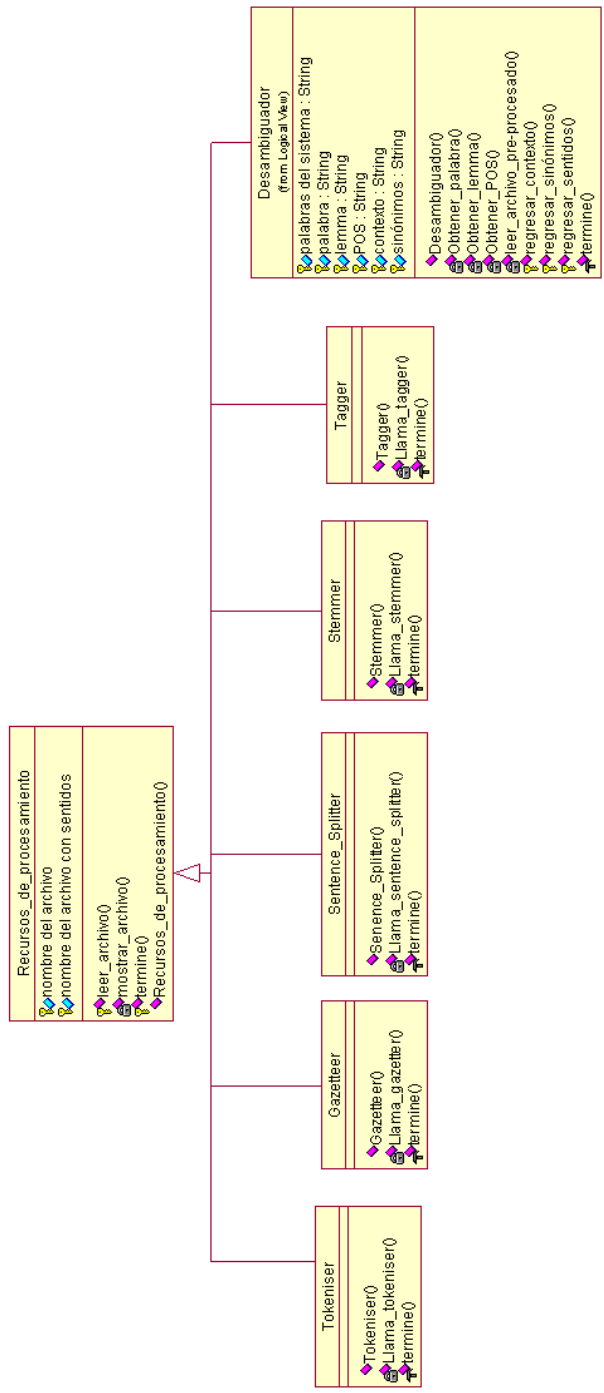 Recursos_de_procesamiento
nombre del archivo
nombre del archivo con sentidos
leer_archivo()
mostrar_archivo()
termine()
Recursos_de_procesamiento()
Tokeniser
Tokeniser()
Llama_tokeniser()
termine()
Gazetteer
Gazetteer()
Llama_gazetter()
termine()
Sentence_Splitter
Senence_Splitter()
Llama_sentence_splitter()
termine()
Stemmer
Stemmer()
Llama_stemmer()
termine()
Tagger
Tagger()
Llama_tagger()
termine()
Desambiguador
(from Logical View)
palabras del sistema : String
palabra : String
lemma : String
POS : String
contexto : String
sinónimos : String
Desambiguador()
Obtener_palabra()
Obtener_lemma()
Obtener_POS()
leer_archivo_pre-procesado()
regresar_contexto()
regresar_sinónimos()
regresar_sentidos()
termine()